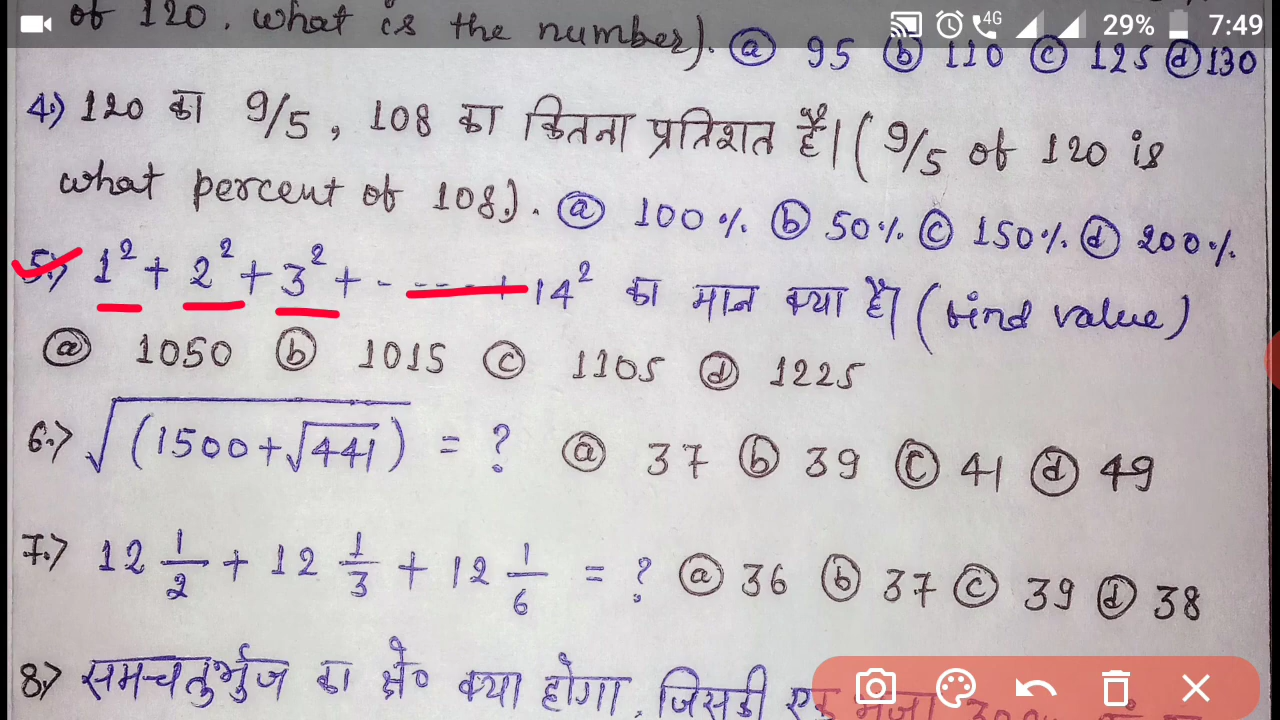 29% 7:49
4G
of 120. what is the number). ⓐ 95 ⓑ 110 ⓒ 125 ⓓ 130
4.) 120 का 9/5, 108 का कितना प्रतिशत है। (9/5 of 120 is
what percent of 108.). ⓐ 100% ⓑ 50% ⓒ 150% ⓓ 200%.
5.) 1² + 2² + 3² + - - - - - + 14² का मान क्या है। (find value)
ⓐ 1050 ⓑ 1015 ⓒ 1105 ⓓ 1225
6.) √(1500+√441) = ? ⓐ 37 ⓑ 39 ⓒ 41 ⓓ 49
7.) 12 1/2 + 12 1/3 + 12 1/6 = ? ⓐ 36 ⓑ 37 ⓒ 39 ⓓ 38
8.) समचतुर्भुज का क्षे० क्या होगा, जिसकी एक भुजा